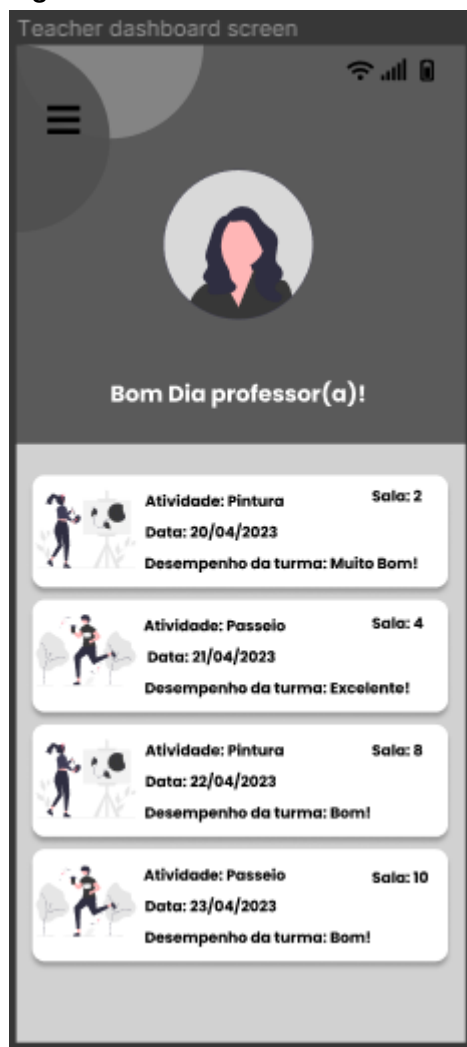 Teacher dashboard screen
Bom Dia professor(a)!
Atividade: Pintura
Sala: 2
Data: 20/04/2023
Desempenho da turma: Muito Bom!
Atividade: Passeio
Sala: 4
Data: 21/04/2023
Desempenho da turma: Excelente!
Atividade: Pintura
Sala: 8
Data: 22/04/2023
Desempenho da turma: Bom!
Atividade: Passeio
Sala: 10
Data: 23/04/2023
Desempenho da turma: Bom!